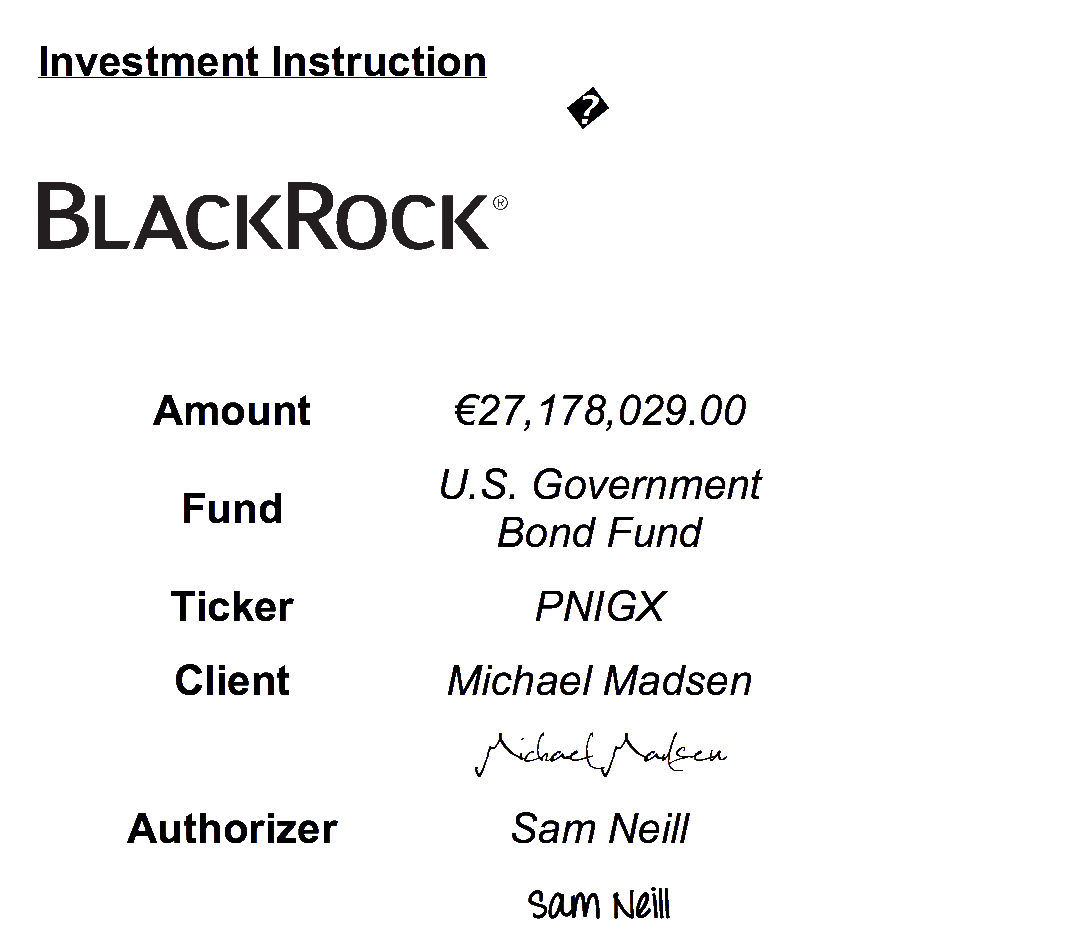 Investment Instruction
�
BLACKROCK®
Amount €27,178,029.00
Fund U.S. Government
Bond Fund
Ticker PNIGX
Client Michael Madsen
Michael Madsen
Authorizer Sam Neill
Sam Neill